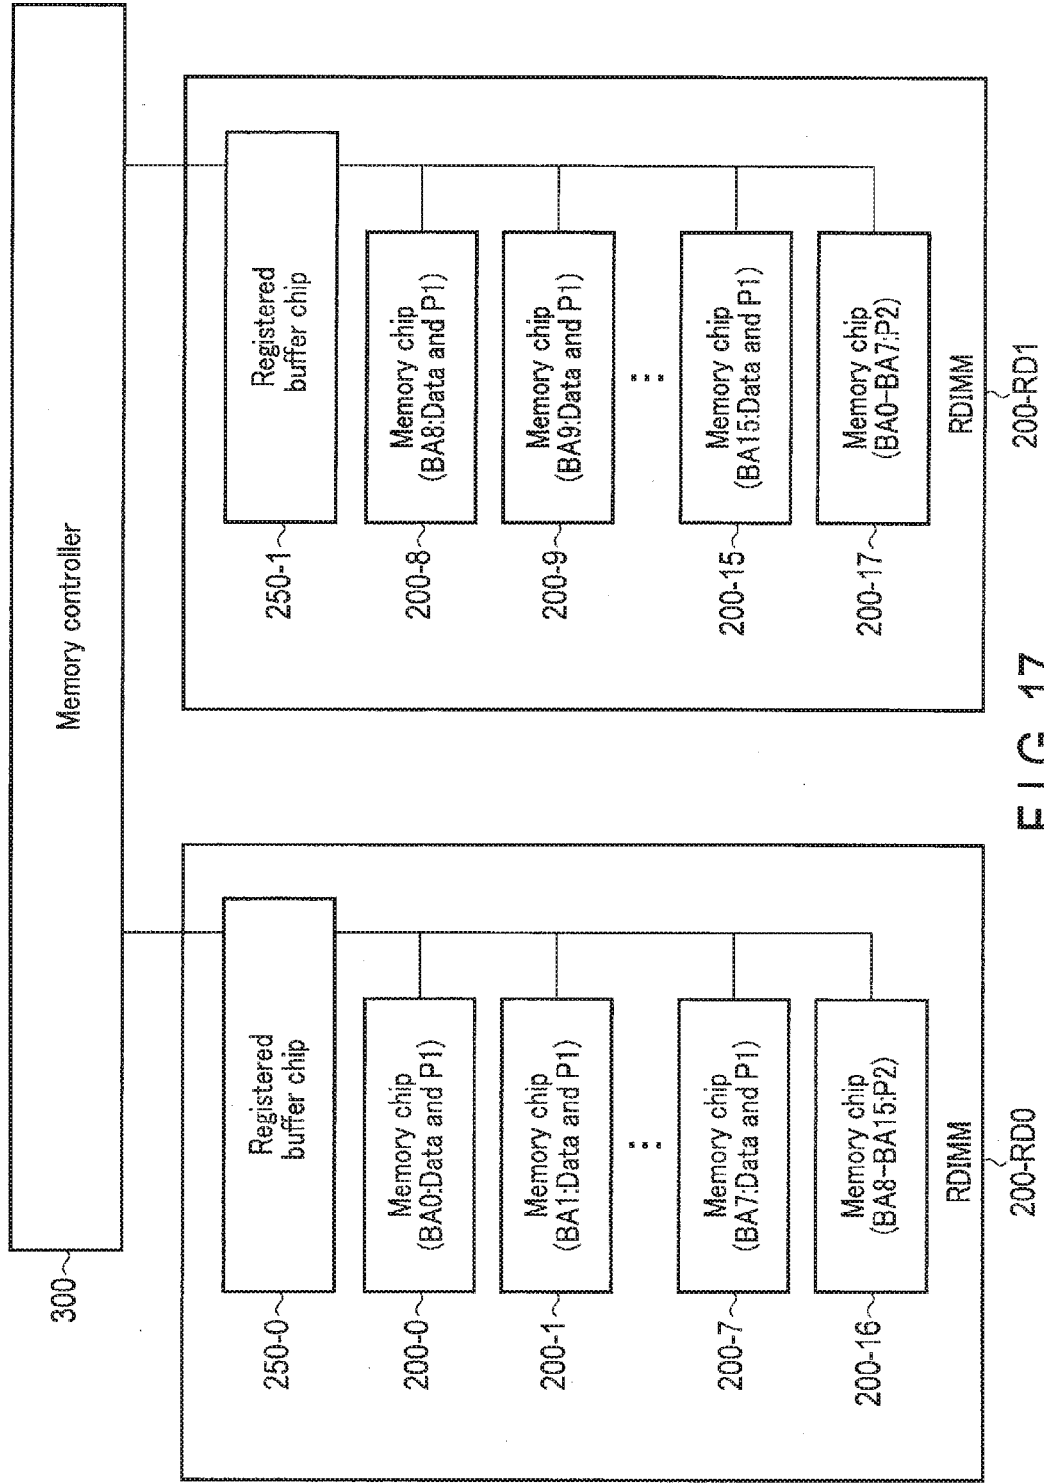 Memory controller
300
Registered
buffer chip
250-0
Memory chip
(BA0:Data and P1)
200-0
Memory chip
(BA1:Data and P1)
200-1
...
Memory chip
(BA7:Data and P1)
200-7
Memory chip
(BA8-BA15:P2)
200-16
RDIMM
200-RD0
Registered
buffer chip
250-1
Memory chip
(BA8:Data and P1)
200-8
Memory chip
(BA9:Data and P1)
200-9
...
Memory chip
(BA15:Data and P1)
200-15
Memory chip
(BA0-BA7:P2)
200-17
RDIMM
200-RD1
FIG. 17